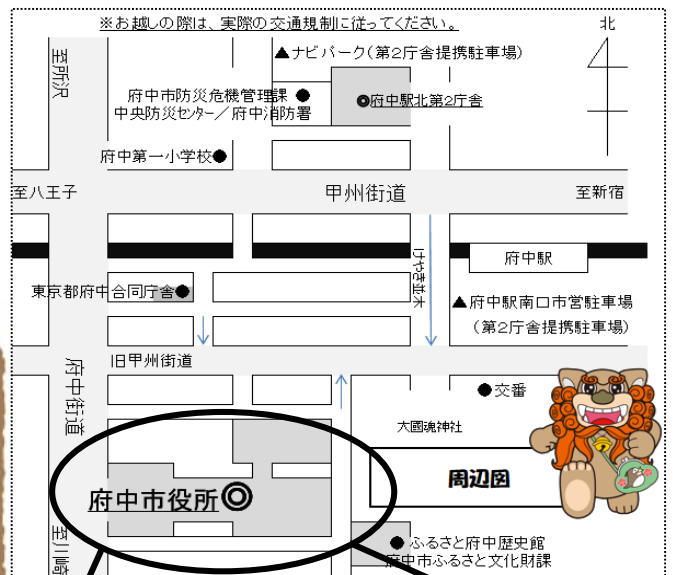 ※お越しの際は、実際の交通規制に従ってください。
北
至所沢
▲ナビパーク(第2庁舎提携駐車場)
府中市防災危機管理課●
中央防災センター/府中消防署
◎府中駅北第2庁舎
府中第一小学校●
至八王子
甲州街道
至新宿
けやき並木
府中駅
東京都府中合同庁舎●
▲府中駅南口市営駐車場
(第2庁舎提携駐車場)
旧甲州街道
府中街道
●交番
大國魂神社
周辺図
府中市役所◎
至川崎
●ふるさと府中歴史館
府中市ふるさと文化財課